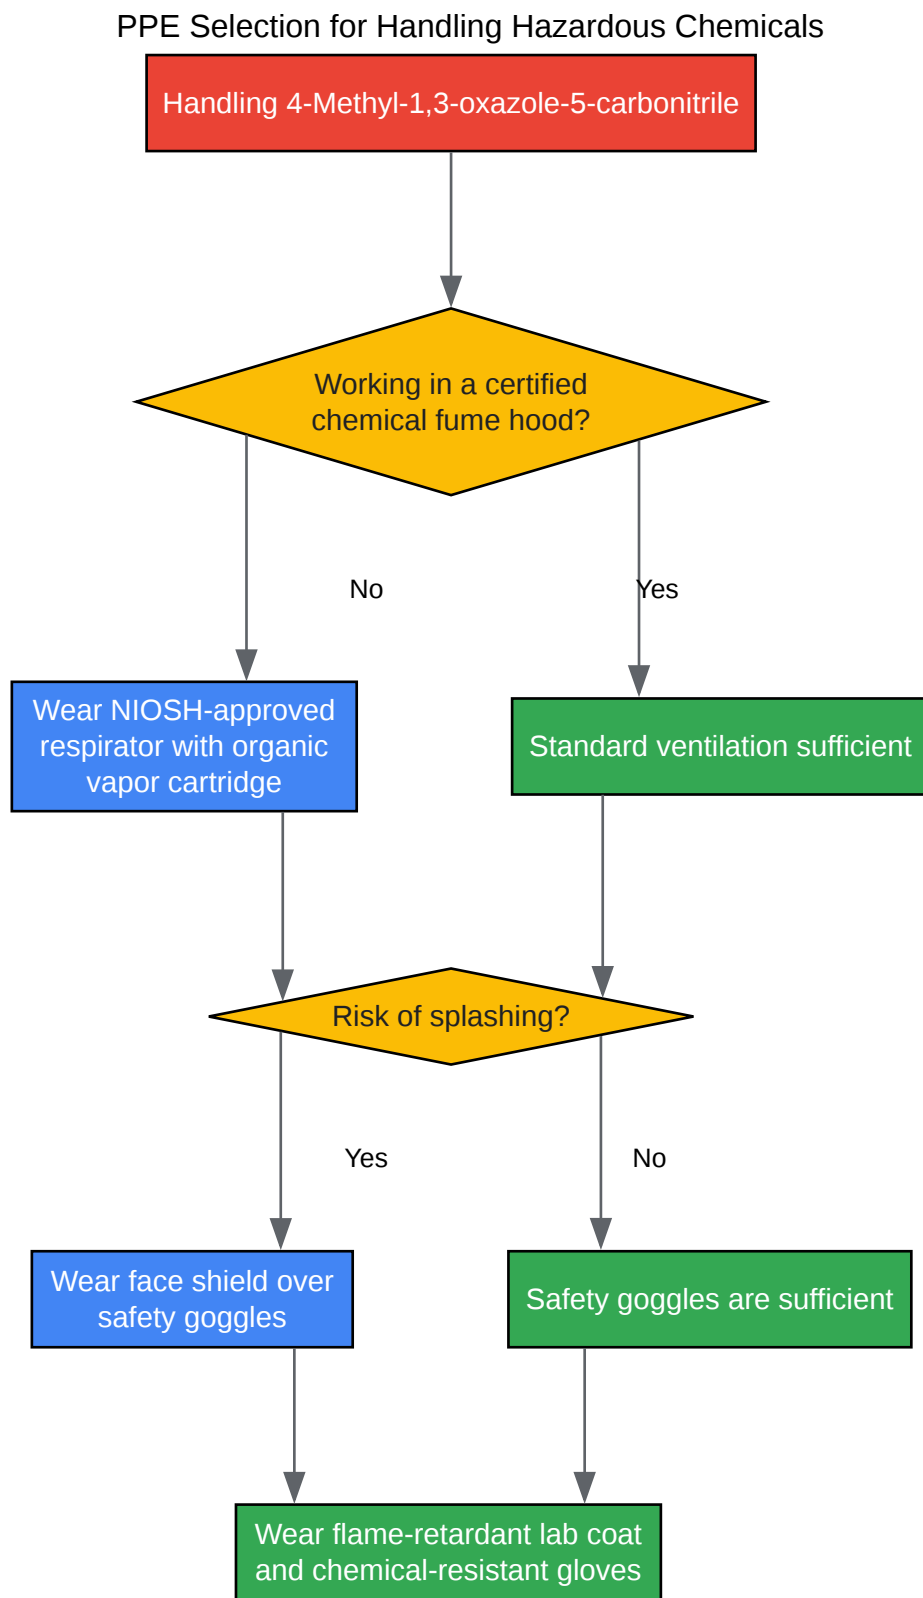 PPE Selection for Handling Hazardous Chemicals
Handling 4-Methyl-1,3-oxazole-5-carbonitrile
Working in a certified
chemical fume hood?
No
Yes
Wear NIOSH-approved
respirator with organic
vapor cartridge
Standard ventilation sufficient
Risk of splashing?
Yes
No
Wear face shield over
safety goggles
Safety goggles are sufficient
Wear flame-retardant lab coat
and chemical-resistant gloves